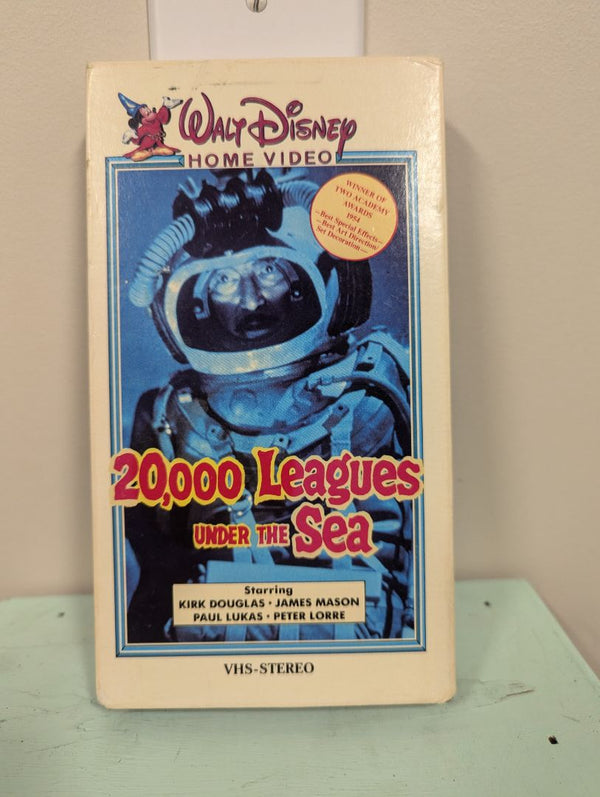 Walt Disney
HOME VIDEO
WINNER OF
TWO ACADEMY
AWARDS
1954
—Best Special Effects—
—Best Art Direction/
Set Decoration—
20,000 Leagues
UNDER THE Sea
Starring
KIRK DOUGLAS • JAMES MASON
PAUL LUKAS • PETER LORRE
VHS-STEREO